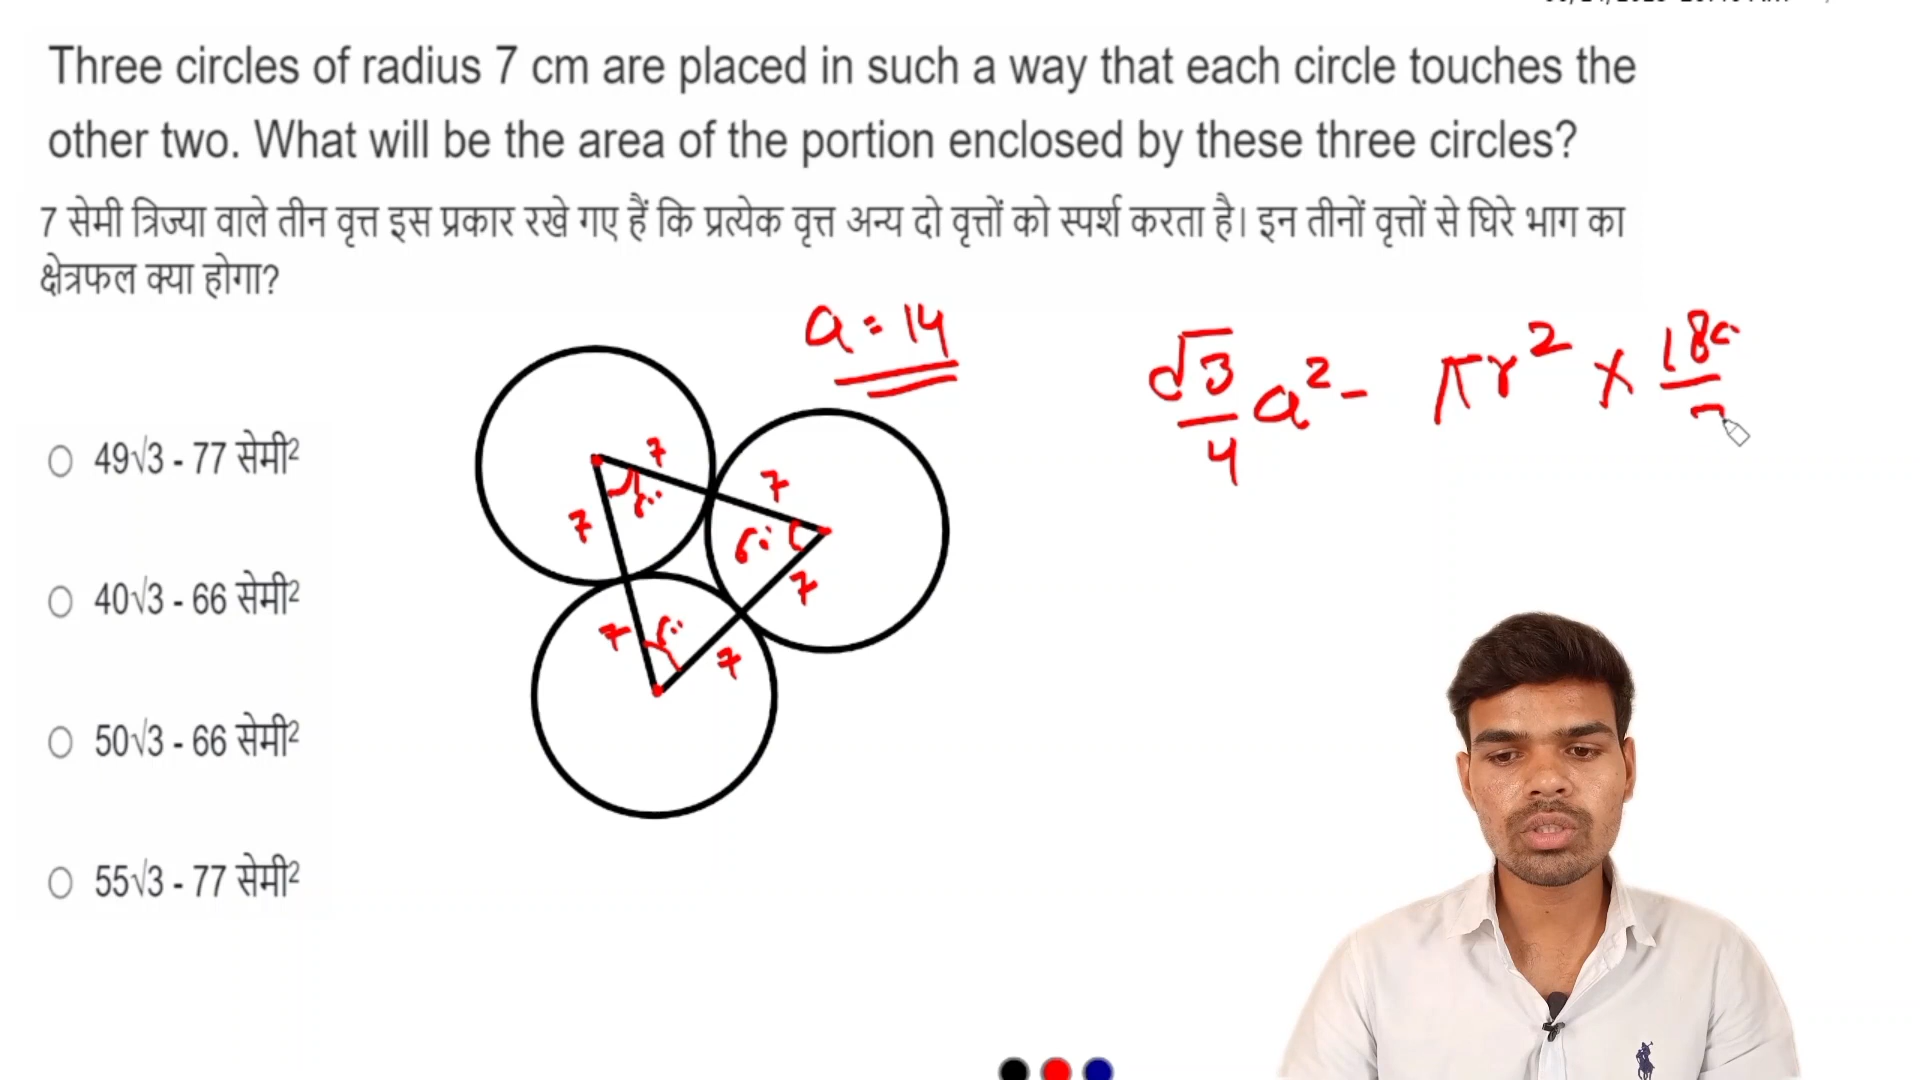 Three circles of radius 7 cm are placed in such a way that each circle touches the
other two. What will be the area of the portion enclosed by these three circles?
7 सेमी त्रिज्या वाले तीन वृत्त इस प्रकार रखे गए हैं कि प्रत्येक वृत्त अन्य दो वृत्तों को स्पर्श करता है। इन तीनों वृत्तों से घिरे भाग का
क्षेत्रफल क्या होगा?
a = 14
√3/4 a² - πr² × 180
7
7
7
7
7
7
49√3 - 77 सेमी²
40√3 - 66 सेमी²
50√3 - 66 सेमी²
55√3 - 77 सेमी²